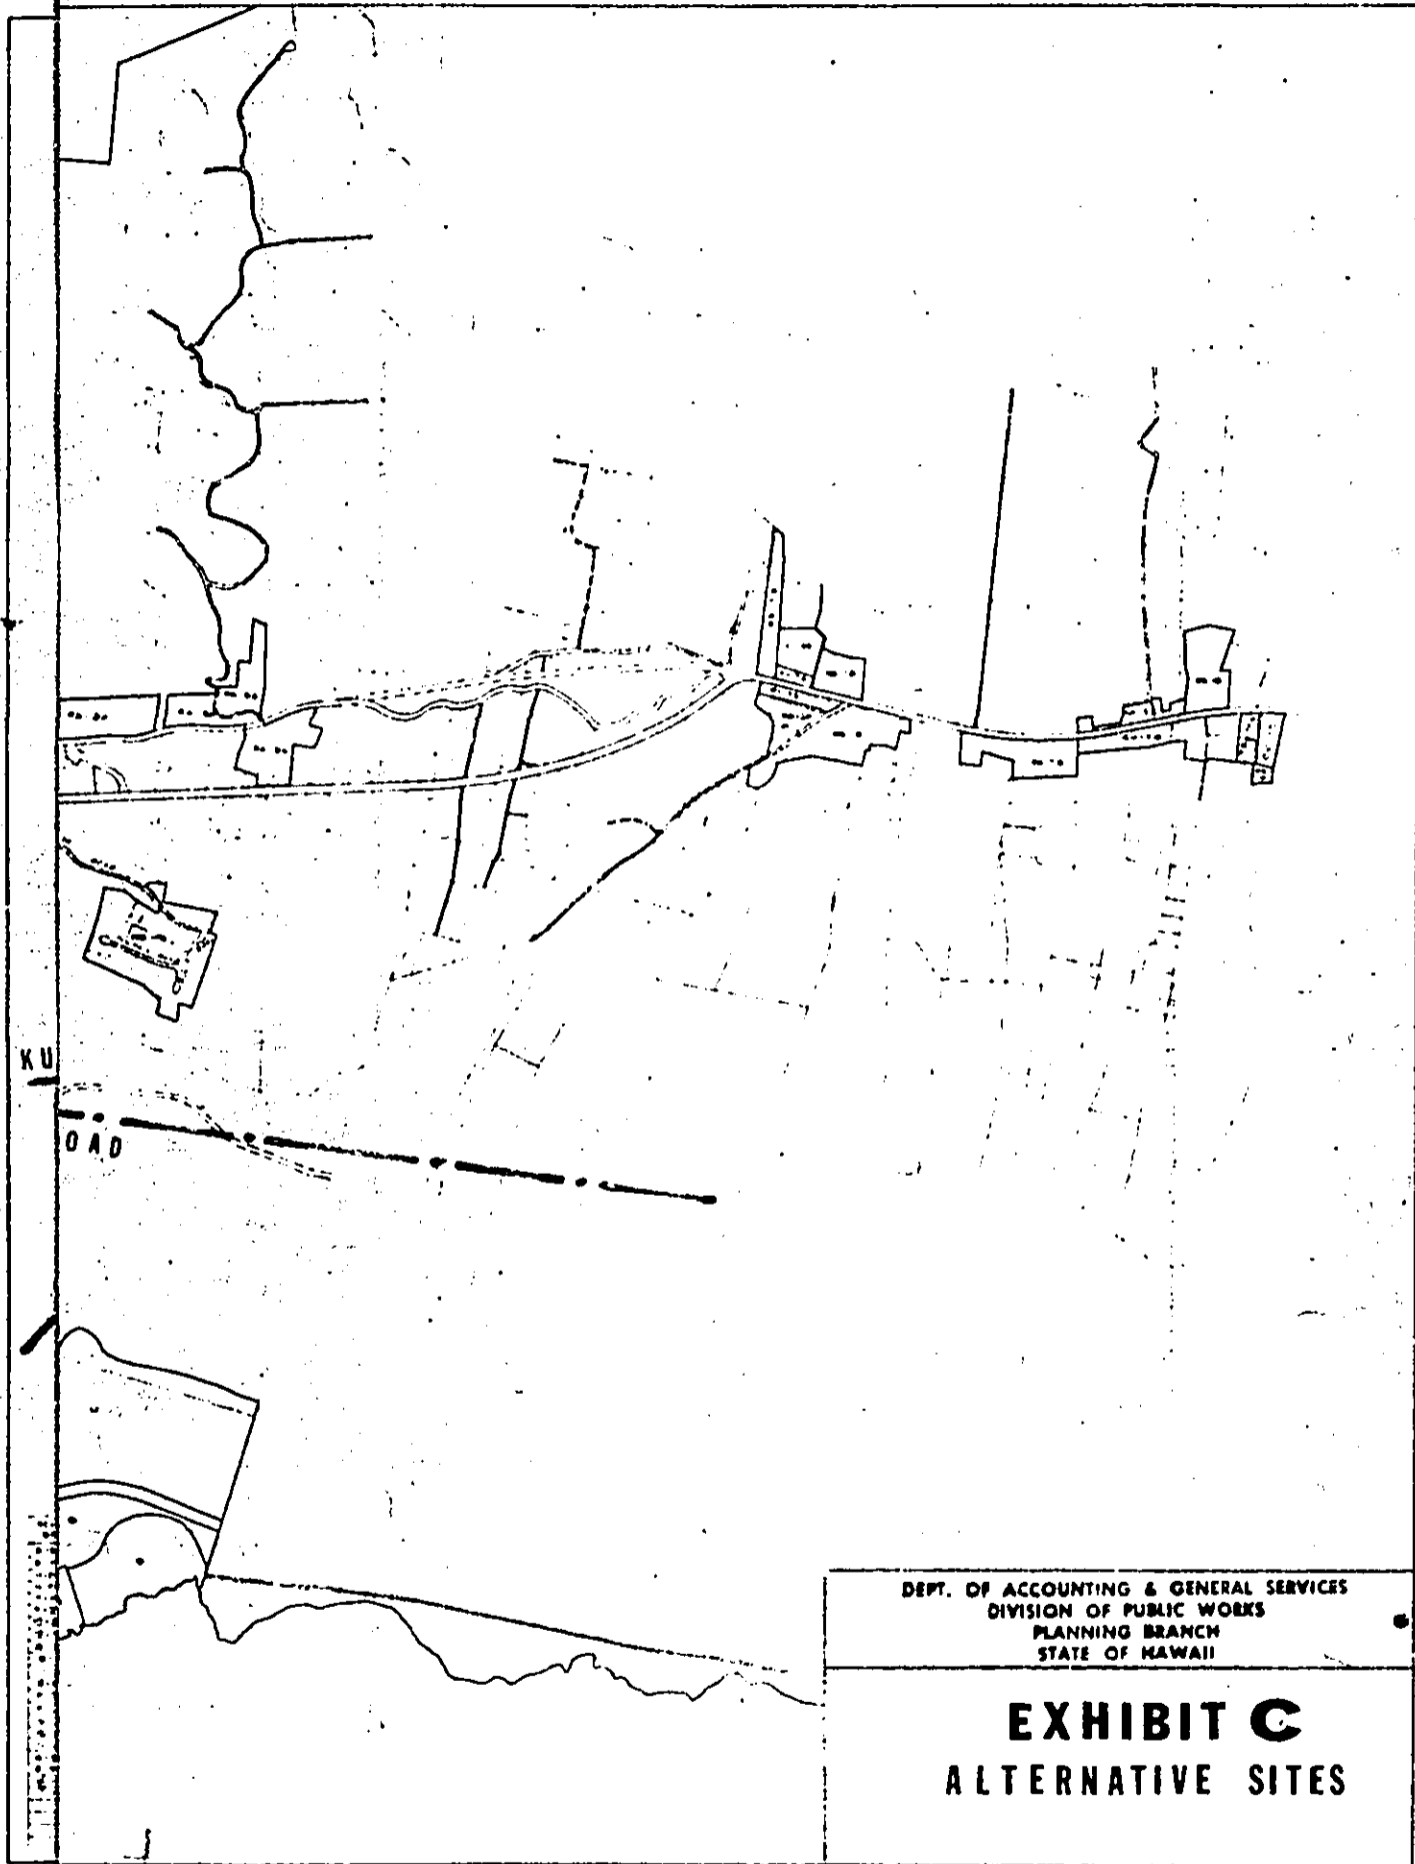 KU
OAD
DEPT. OF ACCOUNTING & GENERAL SERVICES
DIVISION OF PUBLIC WORKS
PLANNING BRANCH
STATE OF HAWAII
EXHIBIT C
ALTERNATIVE SITES